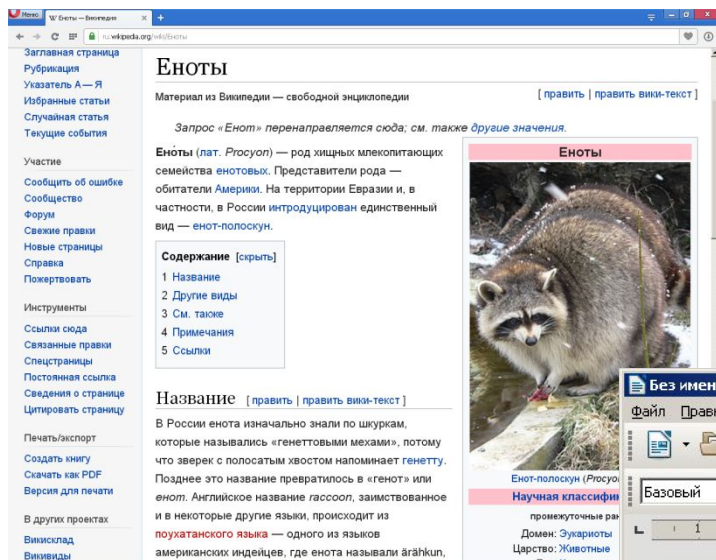 Меню
Еноты — Википедия
ru.wikipedia.org/wiki/Еноты
Заглавная страница
Рубрикация
Указатель А — Я
Избранные статьи
Случайная статья
Текущие события
Участие
Сообщить об ошибке
Сообщество
Форум
Свежие правки
Новые страницы
Справка
Пожертвовать
Инструменты
Ссылки сюда
Связанные правки
Спецстраницы
Постоянная ссылка
Сведения о странице
Цитировать страницу
Печать/экспорт
Создать книгу
Скачать как PDF
Версия для печати
В других проектах
Викисклад
Викивиды
Еноты
[ править | править вики-текст ]
Материал из Википедии — свободной энциклопедии
Запрос «Енот» перенаправляется сюда; см. также другие значения.
Ено́ты (лат. Procyon) — род хищных млекопитающих
семейства енотовых. Представители рода —
обитатели Америки. На территории Евразии и, в
частности, в России интродуцирован единственный
вид — енот-полоскун.
Содержание [скрыть]
1 Название
2 Другие виды
3 См. также
4 Примечания
5 Ссылки
Название [ править | править вики-текст ]
В России енота изначально знали по шкуркам,
которые назывались «генеттовыми мехами», потому
что зверек с полосатым хвостом напоминает генетту.
Позднее это название превратилось в «генот» или
енот. Английское название raccoon, заимствованное
и в некоторые другие языки, происходит из
поухатанского языка — одного из языков
американских индейцев, где енота называли ärähkun,
Еноты
Енот-полоскун (Procyo
Научная классифи
промежуточные ран
Домен: Эукариоты
Царство: Животные
Без имен
Файл Правк
Базовый
1